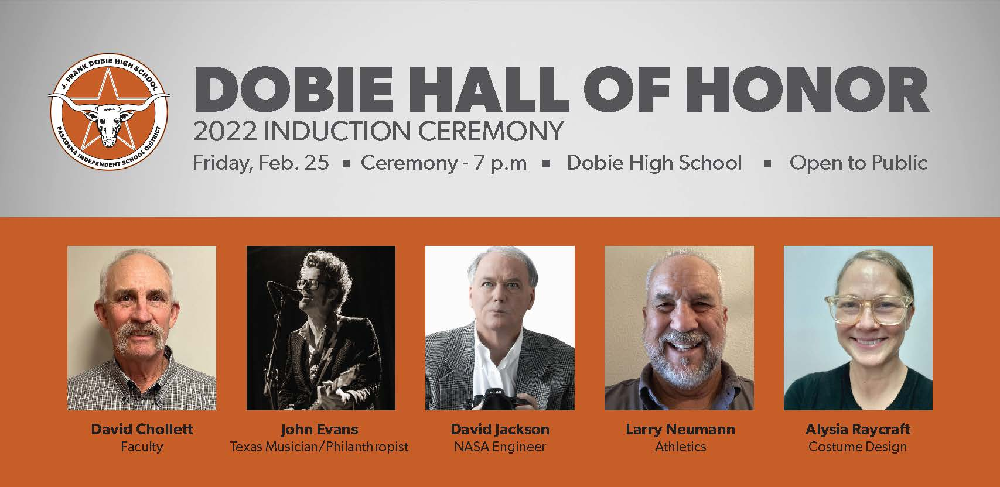 J. FRANK DOBIE HIGH SCHOOL
PASADENA INDEPENDENT SCHOOL DISTRICT
DOBIE HALL OF HONOR
2022 INDUCTION CEREMONY
Friday, Feb. 25 ▪ Ceremony - 7 p.m ▪ Dobie High School ▪ Open to Public
David Chollett
Faculty
John Evans
Texas Musician/Philanthropist
David Jackson
NASA Engineer
Larry Neumann
Athletics
Alysia Raycraft
Costume Design